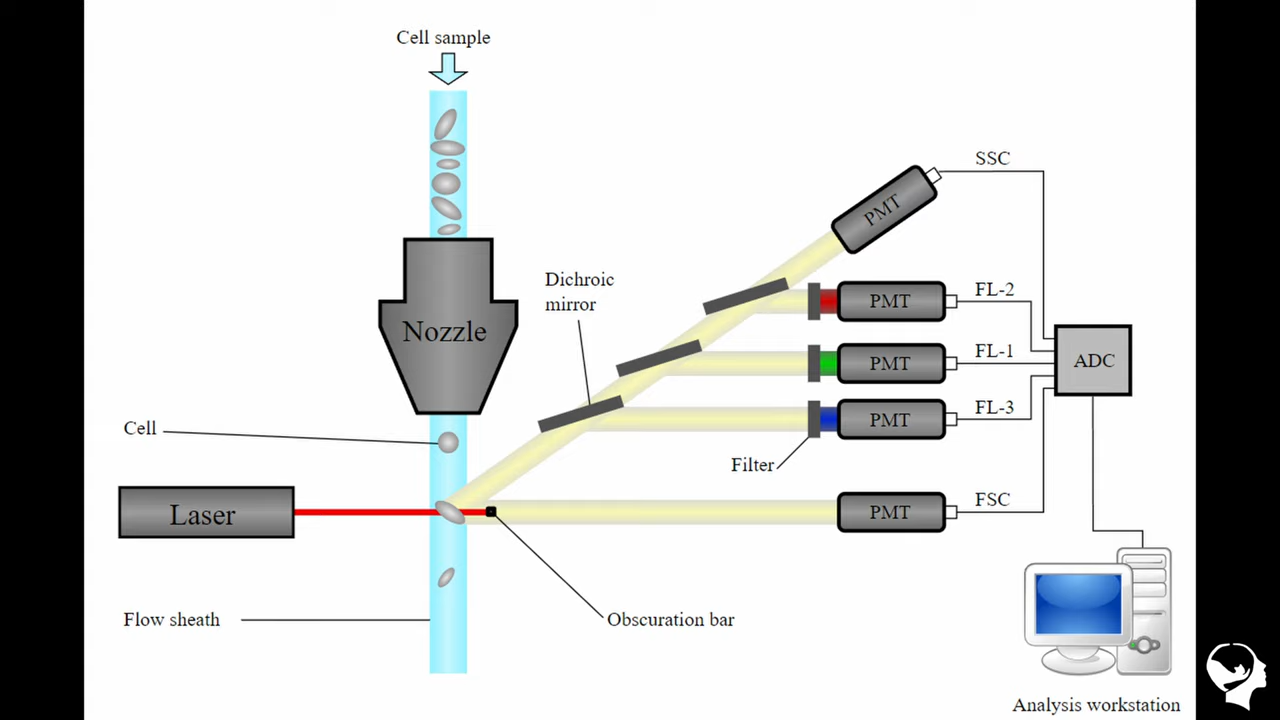 Cell sample
SSC
PMT
Dichroic
mirror
FL-2
PMT
Nozzle
FL-1
PMT
ADC
FL-3
PMT
Cell
Filter
Laser
FSC
PMT
Flow sheath
Obscuration bar
Analysis workstation